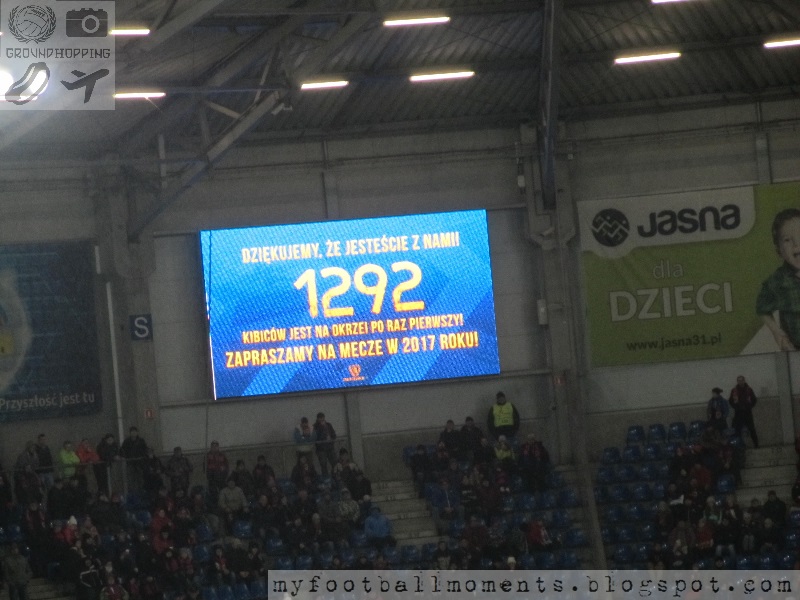 GROUNDHOPPING
DZIĘKUJEMY, ŻE JESTEŚCIE Z NAMI!
1292
KIBICÓW JEST NA OKRZEI PO RAZ PIERWSZY!
ZAPRASZAMY NA MECZE W 2017 ROKU!
S
Jasna
dla
DZIECI
www.jasna31.pl
Przyszłość jest tu
myfootballmoments.blogspot.com